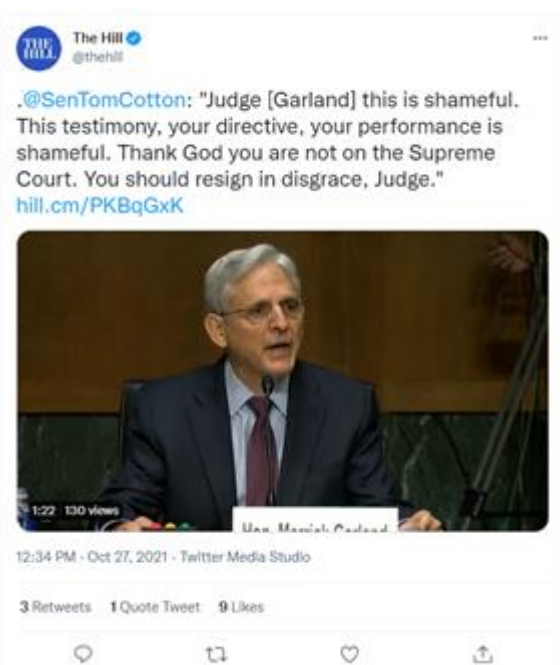 THE HILL
The Hill
@thehill
.@SenTomCotton: "Judge [Garland] this is shameful.
This testimony, your directive, your performance is
shameful. Thank God you are not on the Supreme
Court. You should resign in disgrace, Judge."
hill.cm/PKBqGxK
1:22 130 views
Hon. Merrick Garland
12:34 PM - Oct 27, 2021 - Twitter Media Studio
3 Retweets 1 Quote Tweet 9 Likes